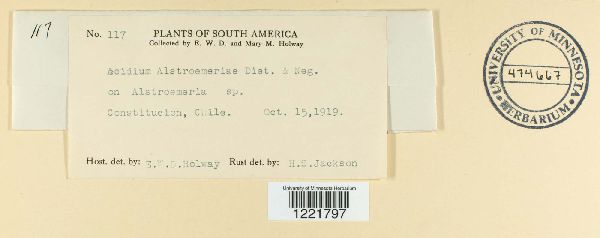 117
No. 117 PLANTS OF SOUTH AMERICA
Collected by E. W. D. and Mary M. Holway
Acidium Alstroemeriae Diet. & Neg.
on Alstroemeria sp.
Constitucion, Chile. Oct. 15,1919.
Host. det. by: E.W.D.Holway Rust det. by: H.S.Jackson
UNIVERSITY OF MINNESOTA
474667
HERBARIUM
University of Minnesota Herbarium
1221797